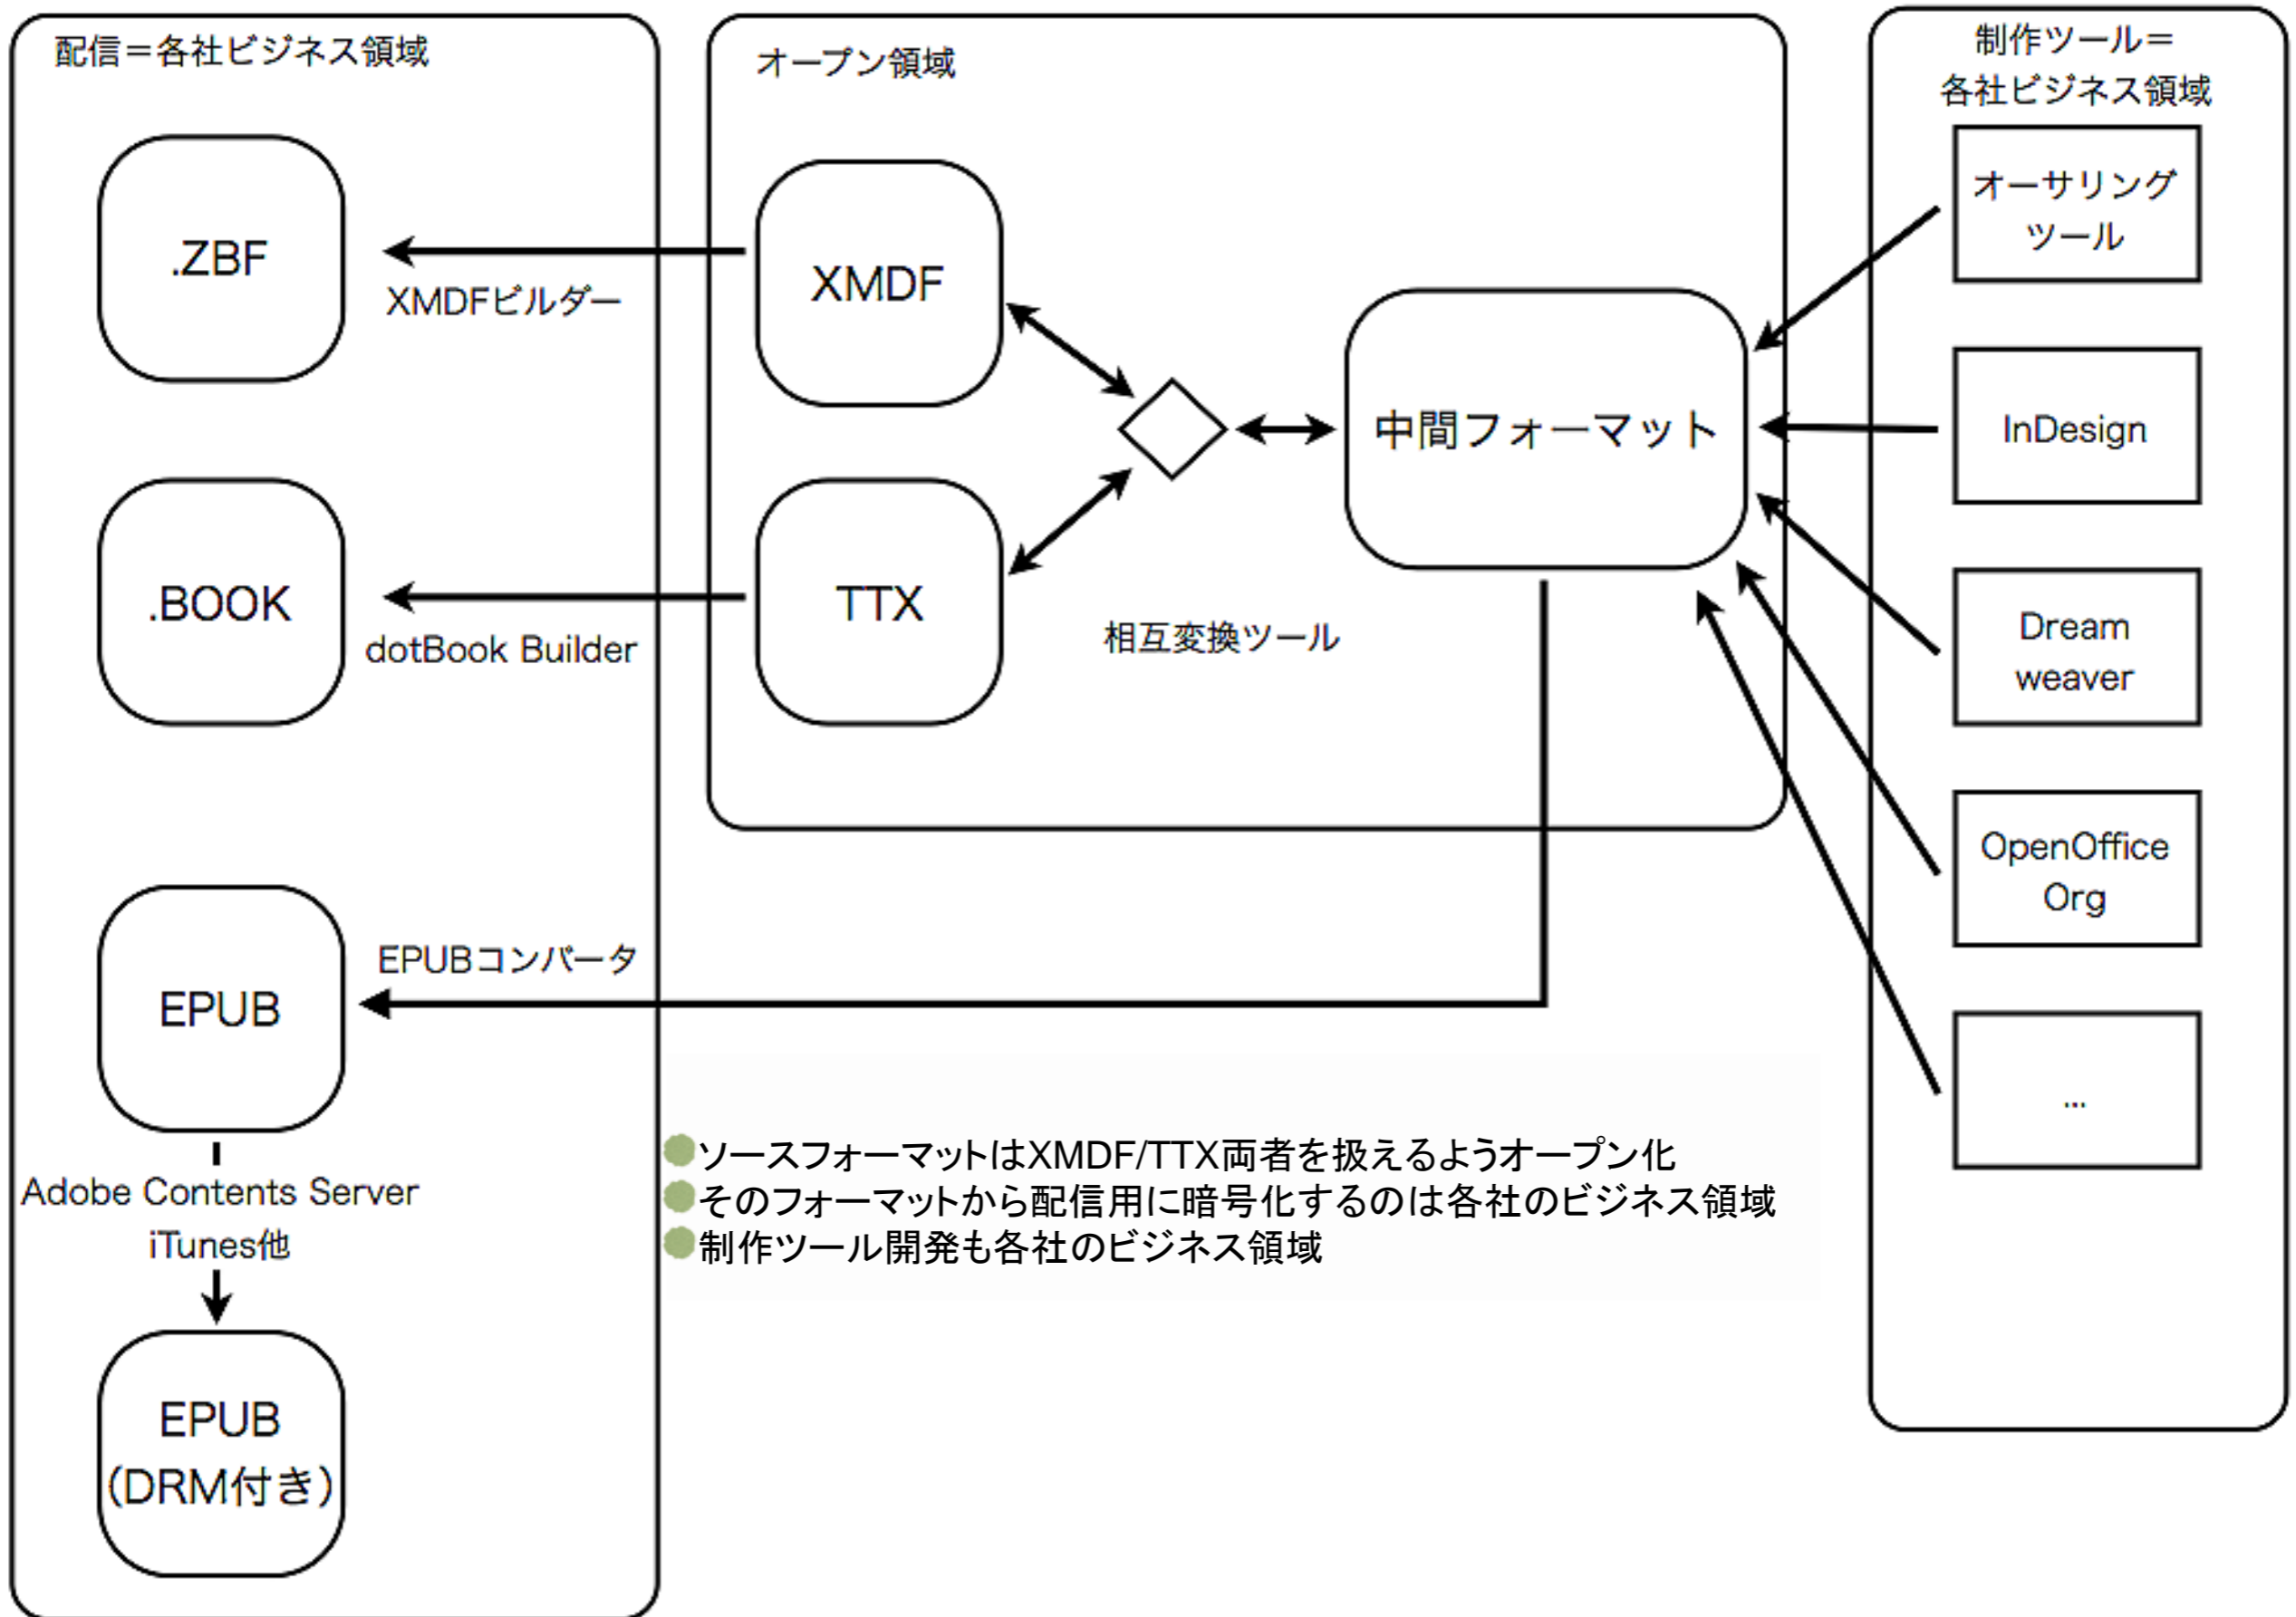 配信＝各社ビジネス領域
.ZBF
XMDFビルダー
.BOOK
dotBook Builder
EPUBコンバータ
EPUB
Adobe Contents Server
iTunes他
EPUB
(DRM付き)
オープン領域
XMDF
中間フォーマット
TTX
相互変換ツール
●ソースフォーマットはXMDF/TTX両者を扱えるようオープン化
●そのフォーマットから配信用に暗号化するのは各社のビジネス領域
●制作ツール開発も各社のビジネス領域
制作ツール＝
各社ビジネス領域
オーサリング
ツール
InDesign
Dream
weaver
OpenOffice
Org
...